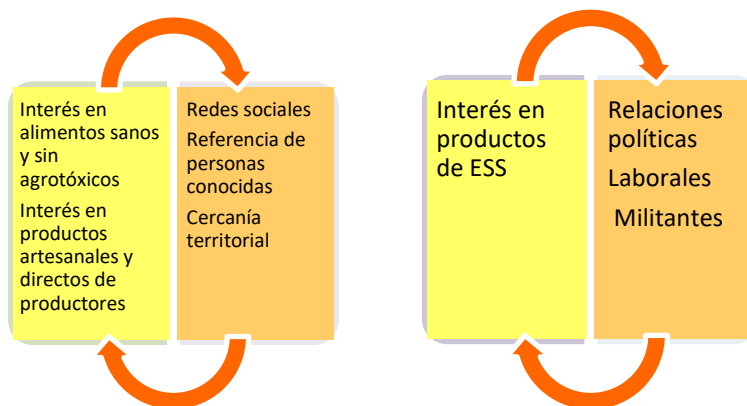 Interés en
alimentos sanos
y sin
agrotóxicos
Interés en
productos
artesanales y
directos de
productores
Redes sociales
Referencia de
personas
conocidas
Cercanía
territorial
Interés en
productos
de ESS
Relaciones
políticas
Laborales
Militantes